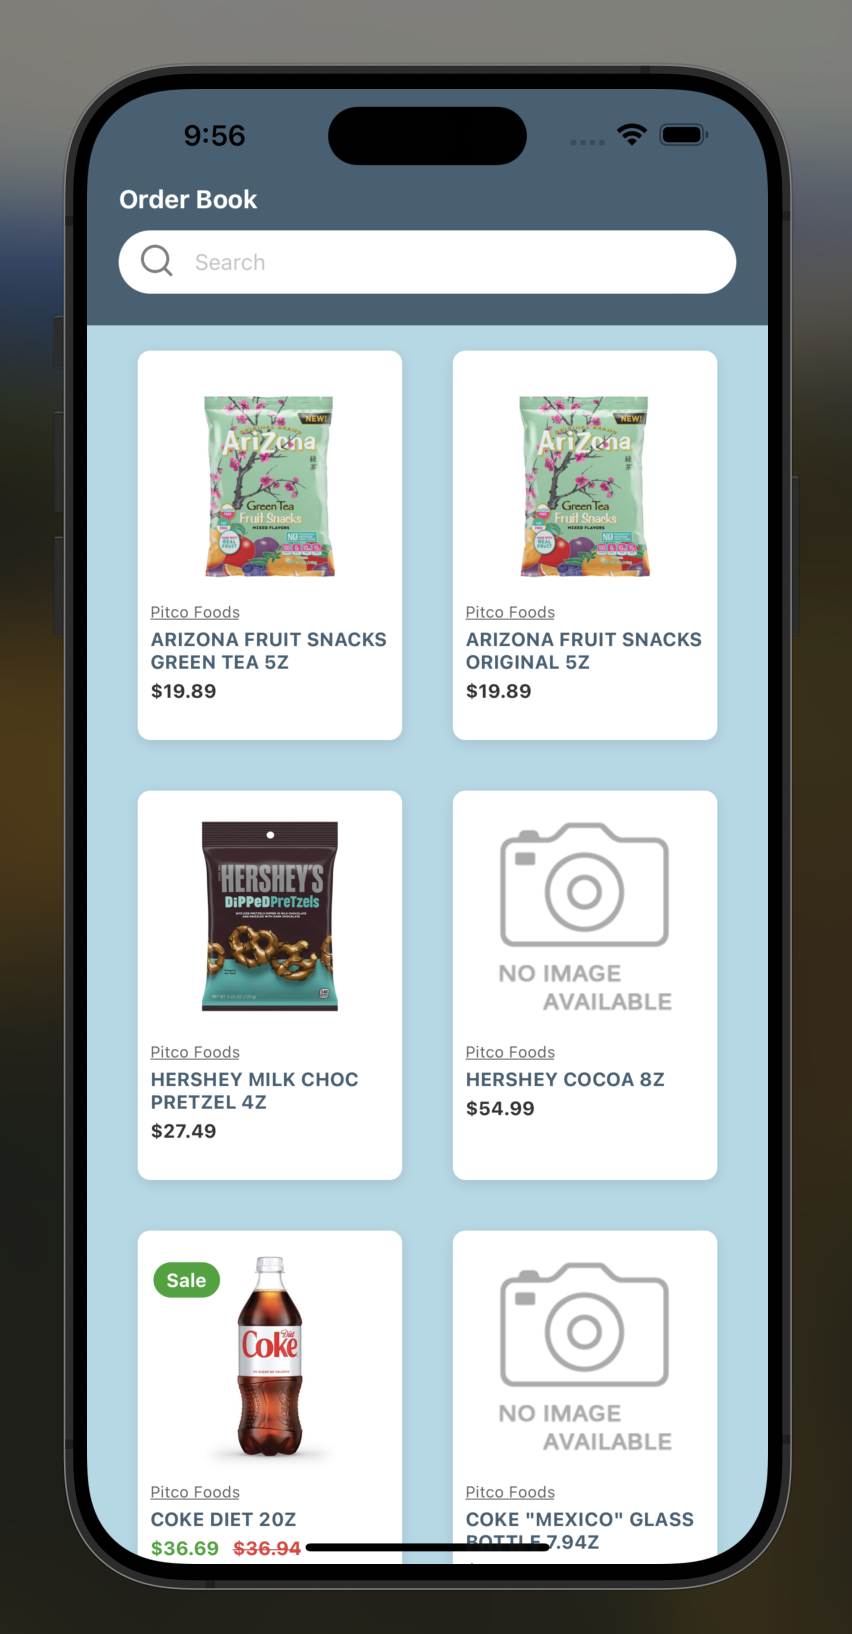 9:56
Order Book
Search
NEW!
AriZona
Green Tea
Fruit Snacks
MIXED FLAVORS
NEW!
AriZona
Green Tea
Fruit Snacks
MIXED FLAVORS
Pitco Foods
ARIZONA FRUIT SNACKS
GREEN TEA 5Z
$19.89
Pitco Foods
ARIZONA FRUIT SNACKS
ORIGINAL 5Z
$19.89
HERSHEY'S
DiPPeD PreTzels
NO IMAGE
AVAILABLE
Pitco Foods
HERSHEY MILK CHOC
PRETZEL 4Z
$27.49
Pitco Foods
HERSHEY COCOA 8Z
$54.99
Sale
Diet
Coke
NO IMAGE
AVAILABLE
Pitco Foods
COKE DIET 20Z
$36.69 $36.94
Pitco Foods
COKE "MEXICO" GLASS
BOTTLE 7.94Z